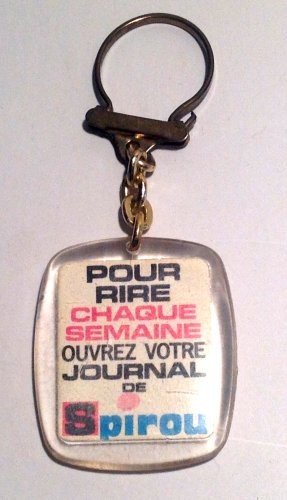 POUR
RIRE
CHAQUE
SEMAINE
OUVREZ VOTRE
JOURNAL
DE
Spirou